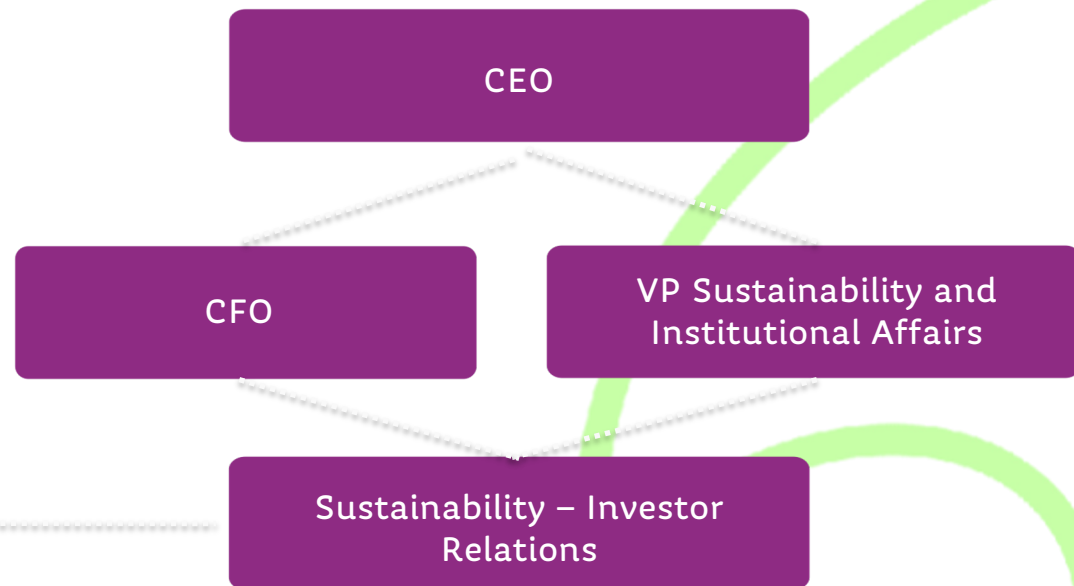 CEO
CFO
VP Sustainability and
Institutional Affairs
Sustainability – Investor
Relations